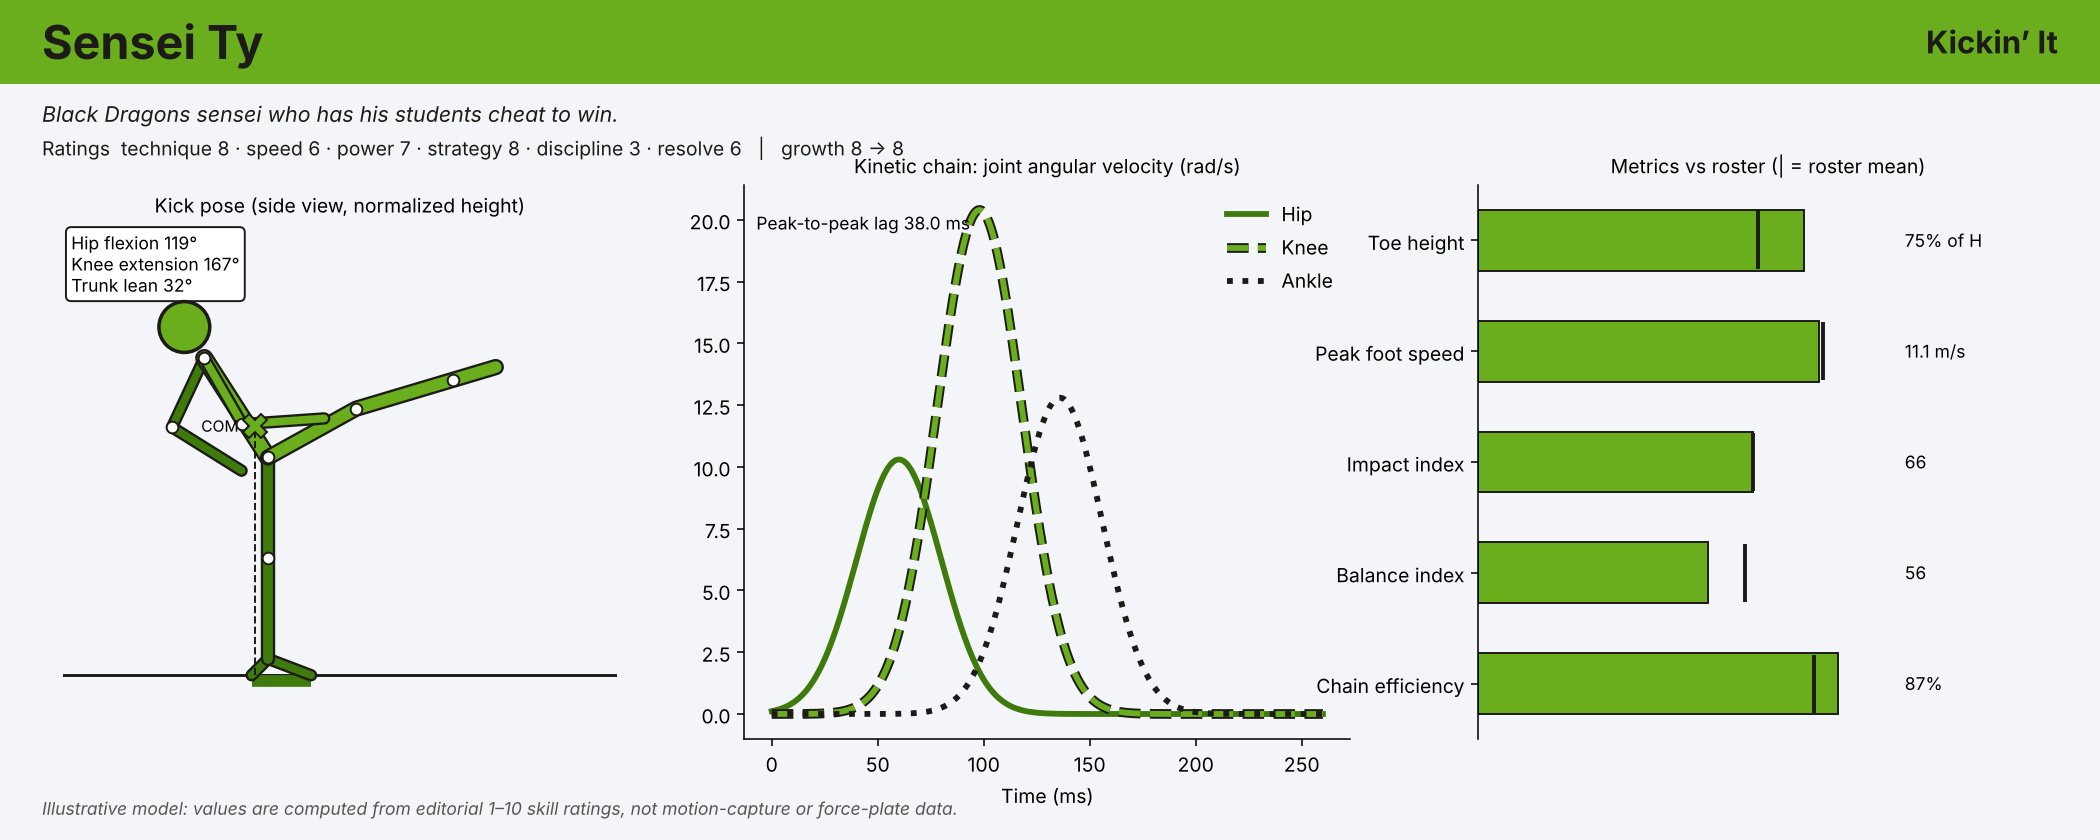 Sensei Ty
Kickin’ It
Black Dragons sensei who has his students cheat to win.
Ratings  technique 8 · speed 6 · power 7 · strategy 8 · discipline 3 · resolve 6  |  growth 8 → 8
Kick pose (side view, normalized height)
Hip flexion 119°
Knee extension 167°
Trunk lean 32°
COM
Kinetic chain: joint angular velocity (rad/s)
Peak-to-peak lag 38.0 ms
Hip
Knee
Ankle
20.0
17.5
15.0
12.5
10.0
7.5
5.0
2.5
0.0
0 50 100 150 200 250
Time (ms)
Metrics vs roster (| = roster mean)
Toe height 75% of H
Peak foot speed 11.1 m/s
Impact index 66
Balance index 56
Chain efficiency 87%
Illustrative model: values are computed from editorial 1–10 skill ratings, not motion-capture or force-plate data.